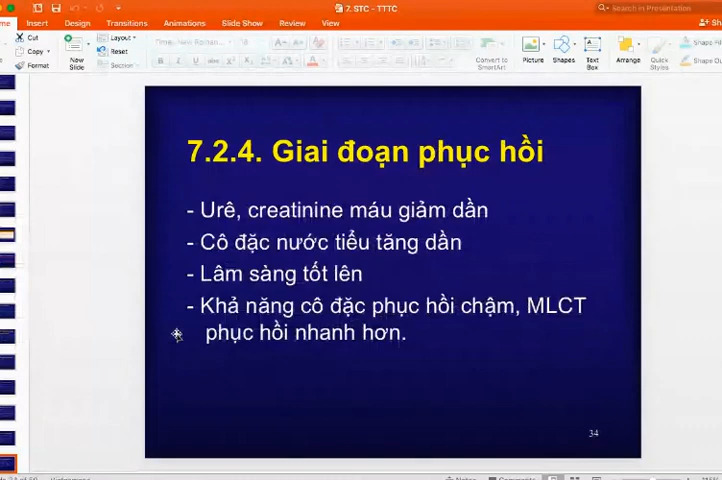 7. STC - TTTC
Search in Presentation
Insert Design Transitions Animations Slide Show Review View
Cut
Copy
Format
New Slide
Layout
Reset
Section
Convert to SmartArt
Picture
Shapes
Text Box
Arrange
Quick Styles
7.2.4. Giai đoạn phục hồi
- Urê, creatinine máu giảm dần
- Cô đặc nước tiểu tăng dần
- Lâm sàng tốt lên
- Khả năng cô đặc phục hồi chậm, MLCT
phục hồi nhanh hơn.
34